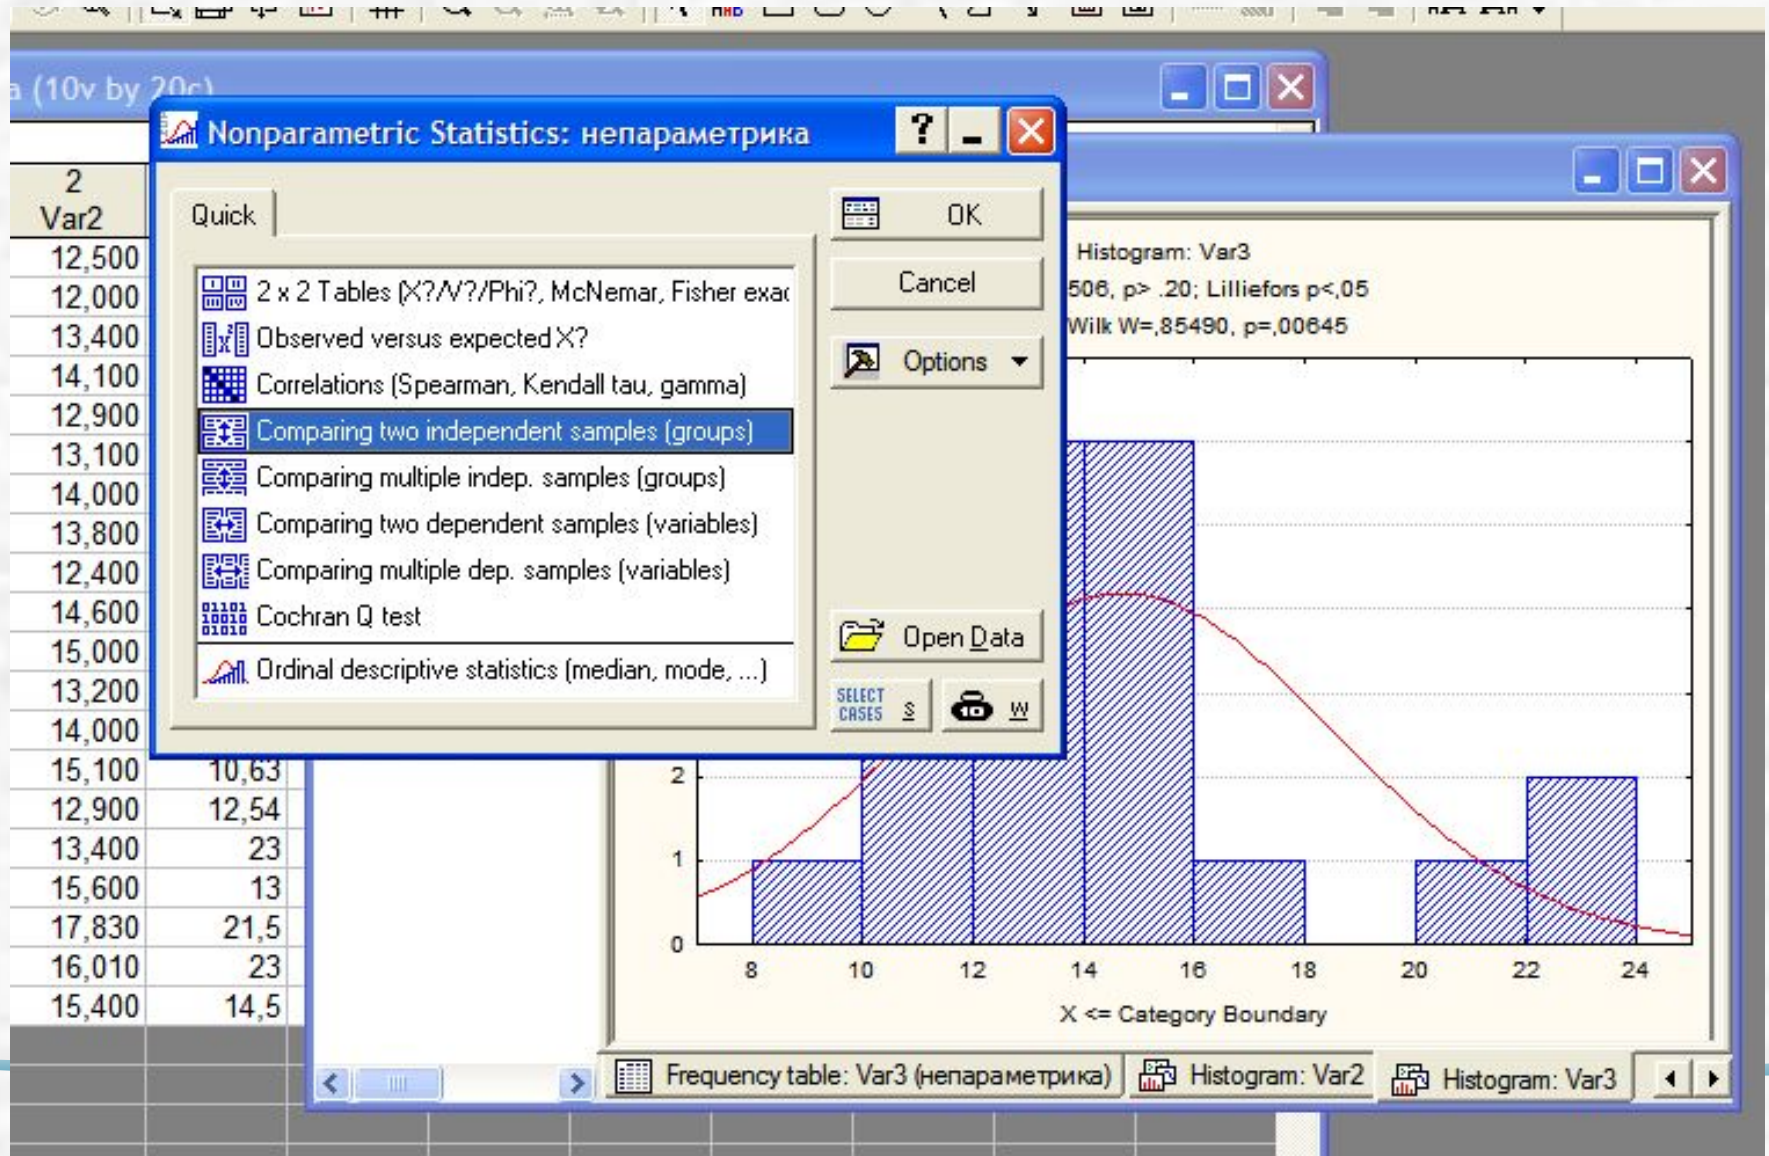 a (10v by 20c)
Nonparametric Statistics: непараметрика
Quick
OK
Cancel
Options
2 x 2 Tables (X?/V?/Phi?, McNemar, Fisher exac
Observed versus expected X?
Correlations (Spearman, Kendall tau, gamma)
Comparing two independent samples (groups)
Comparing multiple indep. samples (groups)
Comparing two dependent samples (variables)
Comparing multiple dep. samples (variables)
Cochran Q test
Ordinal descriptive statistics (median, mode, ...)
Open Data
SELECT CASES S
10 W
2
Var2
12,500
12,000
13,400
14,100
12,900
13,100
14,000
13,800
12,400
14,600
15,000
13,200
14,000
15,100 10,63
12,900 12,54
13,400 23
15,600 13
17,830 21,5
16,010 23
15,400 14,5
Histogram: Var3
506, p> .20; Lilliefors p<,05
Wilk W=,85490, p=,00645
2
1
0
8 10 12 14 16 18 20 22 24
X <= Category Boundary
Frequency table: Var3 (непараметрика)
Histogram: Var2
Histogram: Var3